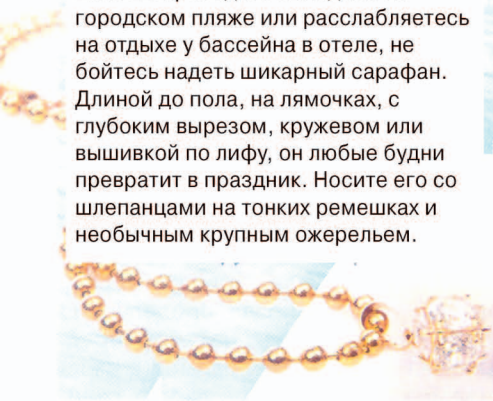 городском пляже или расслабляетесь
на отдыхе у бассейна в отеле, не
бойтесь надеть шикарный сарафан.
Длиной до пола, на лямочках, с
глубоким вырезом, кружевом или
вышивкой по лифу, он любые будни
превратит в праздник. Носите его со
шлепанцами на тонких ремешках и
необычным крупным ожерельем.